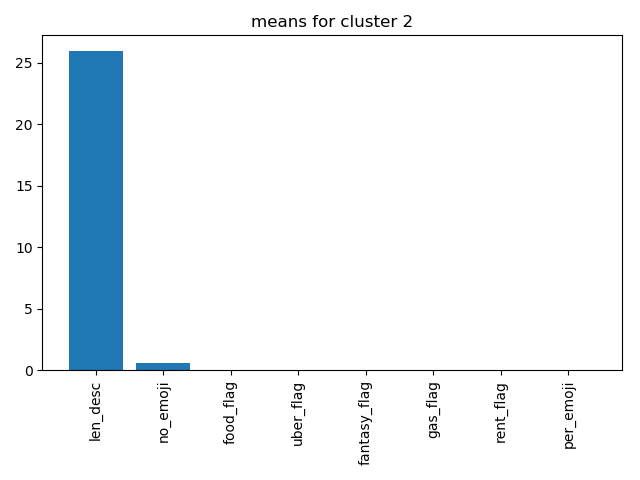 means for cluster 2
25
20
15
10
5
0
len_desc
no_emoji
food_flag
uber_flag
fantasy_flag
gas_flag
rent_flag
per_emoji